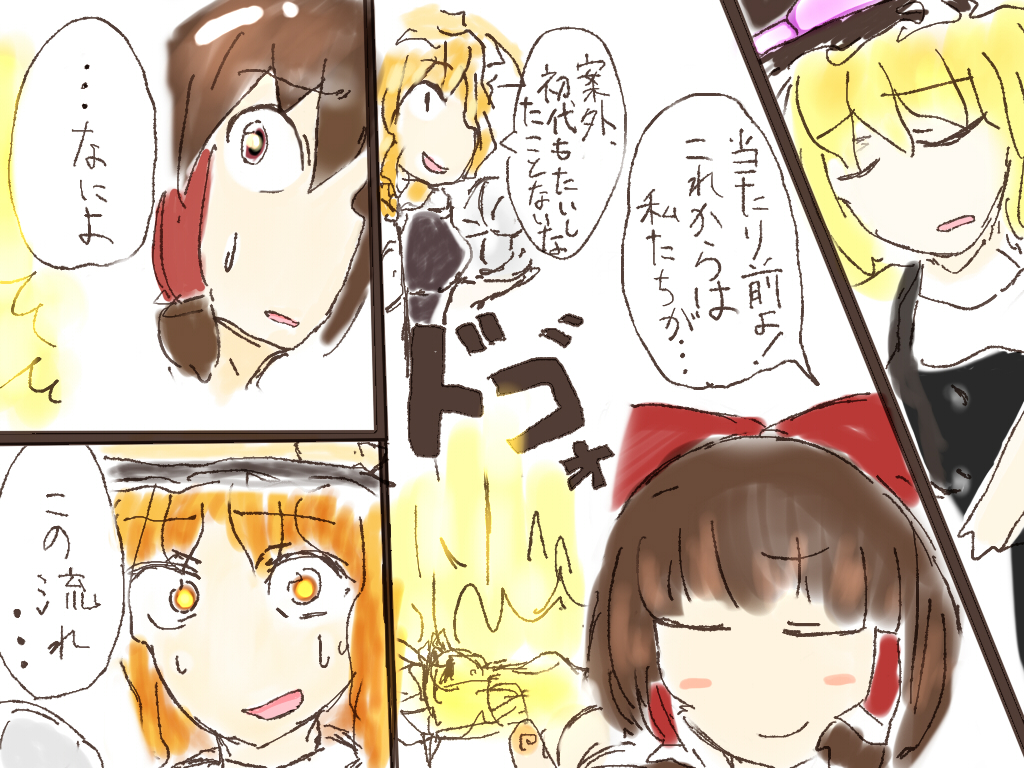 案外、
初代もたいし
たことないな
当たり前よ!
これからは
私たちが・・
ドゴォ
・・・なによ
この流れ
・・・